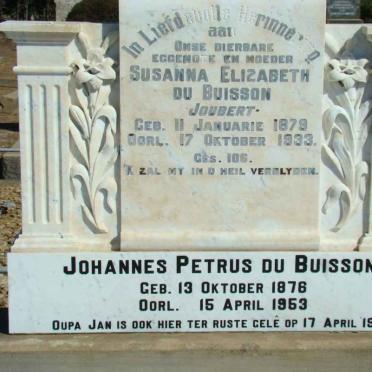 In Liefdevolle Herinnering
aan
Onse dierbare
eggenote en moeder
Susanna Elizabeth
du Buisson
-Joubert-
Geb. 11 Januarie 1879
Oorl. 17 Oktober 1933.
Ges. 106.
'k zal my in u heil verblyden.
Johannes Petrus du Buisson
Geb. 13 Oktober 1876
Oorl. 15 April 1953
Oupa Jan is ook hier ter ruste gelê op 17 April